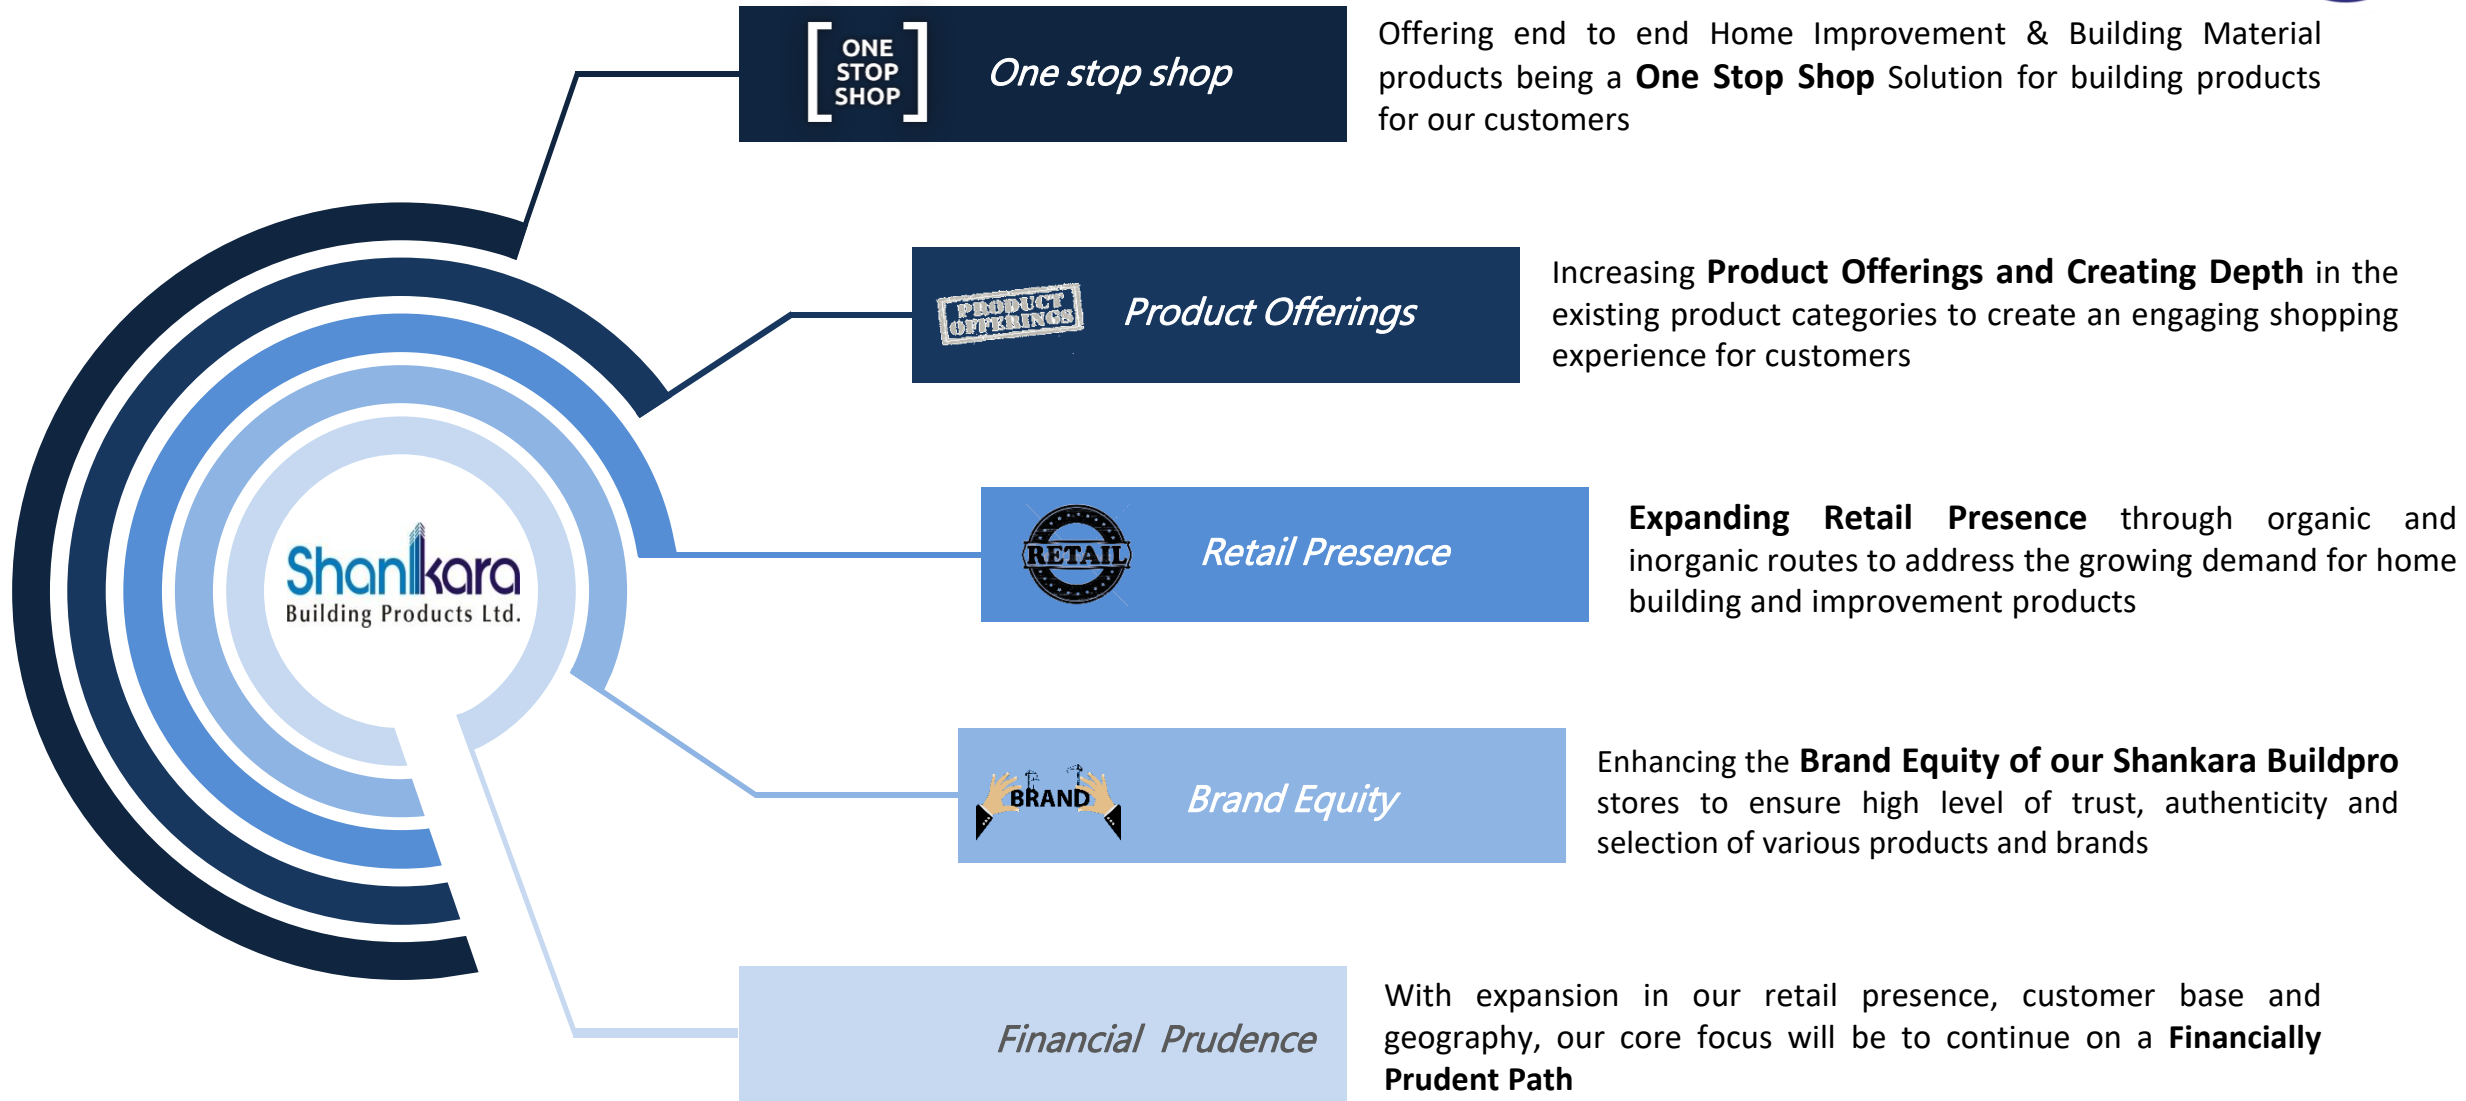 ONE
STOP
SHOP
One stop shop
Offering end to end Home Improvement & Building Material
products being a One Stop Shop Solution for building products
for our customers
PRODUCT
OFFERINGS
Product Offerings
Increasing Product Offerings and Creating Depth in the
existing product categories to create an engaging shopping
experience for customers
Shankara
Building Products Ltd.
RETAIL
Retail Presence
Expanding Retail Presence through organic and
inorganic routes to address the growing demand for home
building and improvement products
BRAND
Brand Equity
Enhancing the Brand Equity of our Shankara Buildpro
stores to ensure high level of trust, authenticity and
selection of various products and brands
Financial Prudence
With expansion in our retail presence, customer base and
geography, our core focus will be to continue on a Financially
Prudent Path